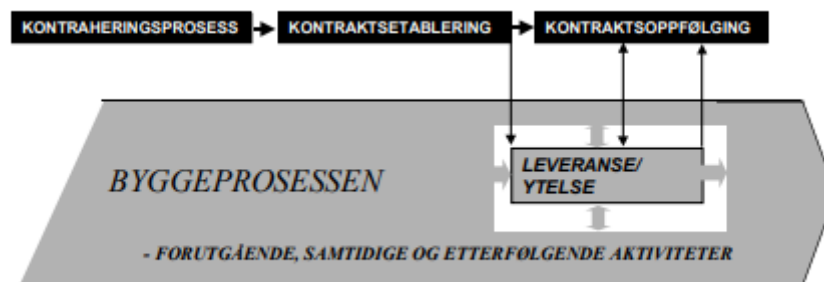 KONTRAHERINGSPROSESS
KONTRAKTSETABLERING
KONTRAKTSOPPFØLGING
BYGGEPROSESSEN
LEVERANSE/
YTELSE
- FORUTGÅENDE, SAMTIDIGE OG ETTERFØLGENDE AKTIVITETER